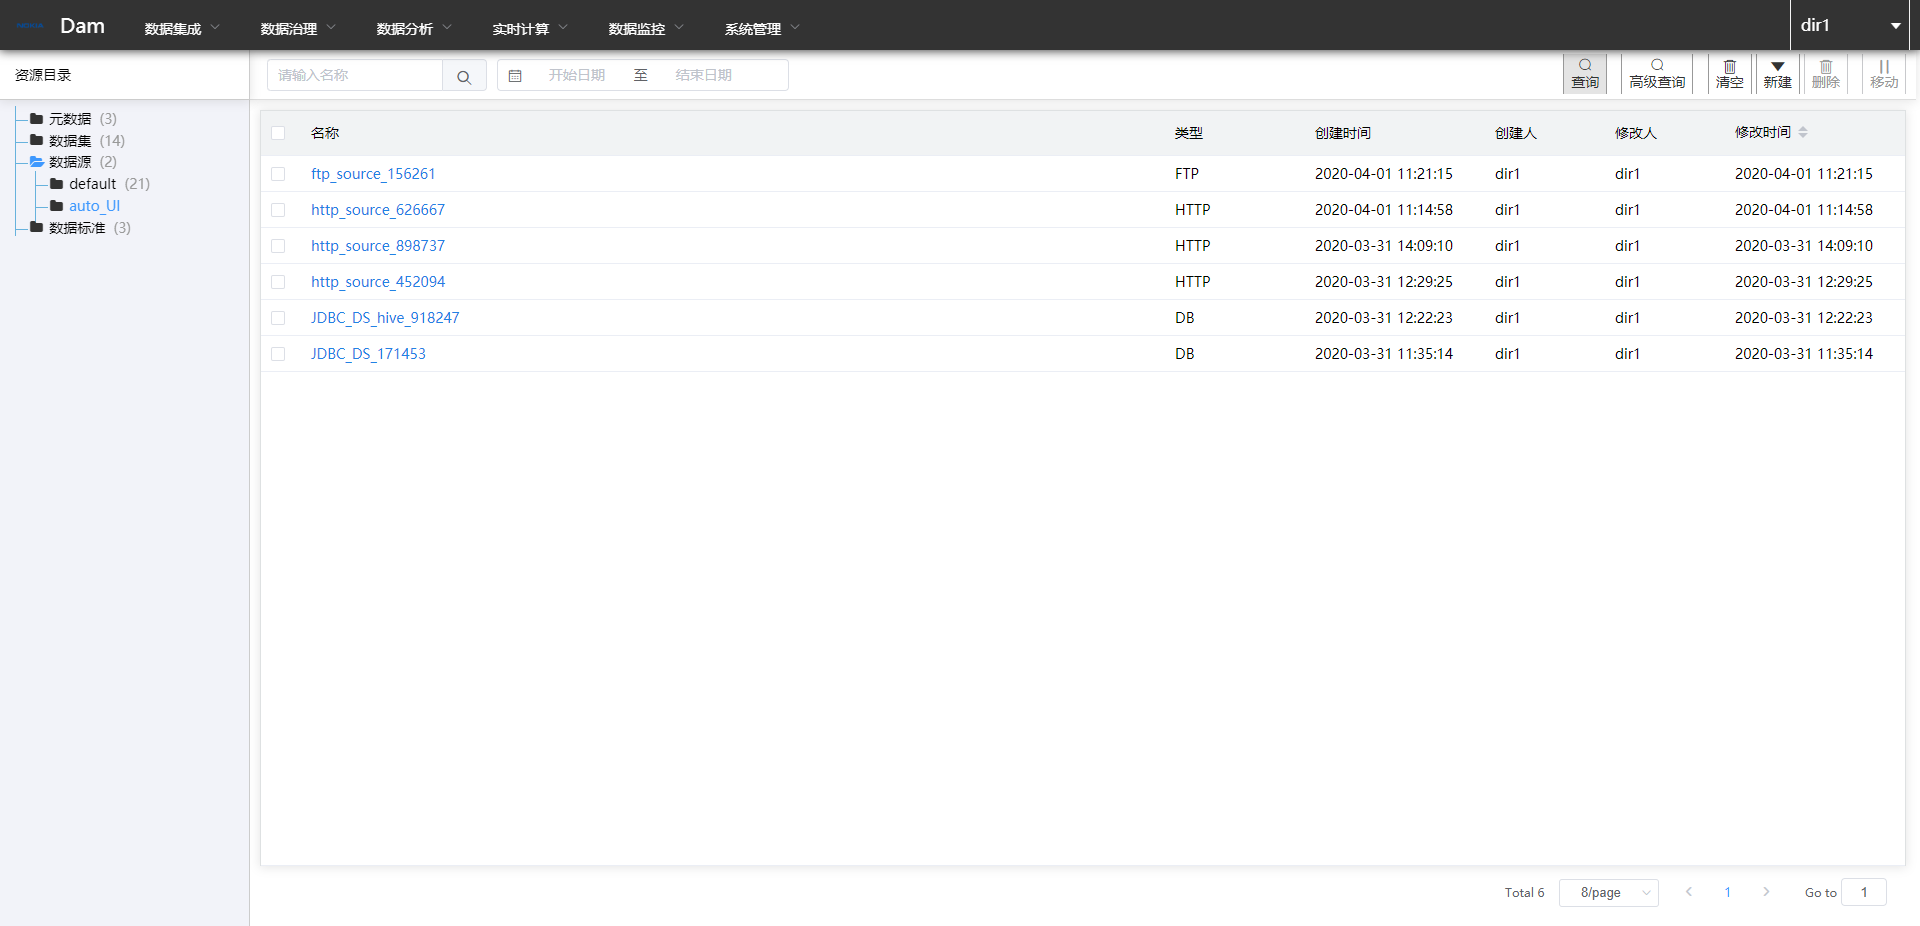 Dam 数据集成 数据治理 数据分析 实时计算 数据监控 系统管理 dir1
资源目录
请输入名称 开始日期 至 结束日期 查询 高级查询 清空 新建 删除 移动
元数据 (3)
数据集 (14)
数据源 (2)
default (21)
auto_UI
数据标准 (3)
名称 类型 创建时间 创建人 修改人 修改时间
ftp_source_156261 FTP 2020-04-01 11:21:15 dir1 dir1 2020-04-01 11:21:15
http_source_626667 HTTP 2020-04-01 11:14:58 dir1 dir1 2020-04-01 11:14:58
http_source_898737 HTTP 2020-03-31 14:09:10 dir1 dir1 2020-03-31 14:09:10
http_source_452094 HTTP 2020-03-31 12:29:25 dir1 dir1 2020-03-31 12:29:25
JDBC_DS_hive_918247 DB 2020-03-31 12:22:23 dir1 dir1 2020-03-31 12:22:23
JDBC_DS_171453 DB 2020-03-31 11:35:14 dir1 dir1 2020-03-31 11:35:14
Total 6 8/page 1 Go to 1